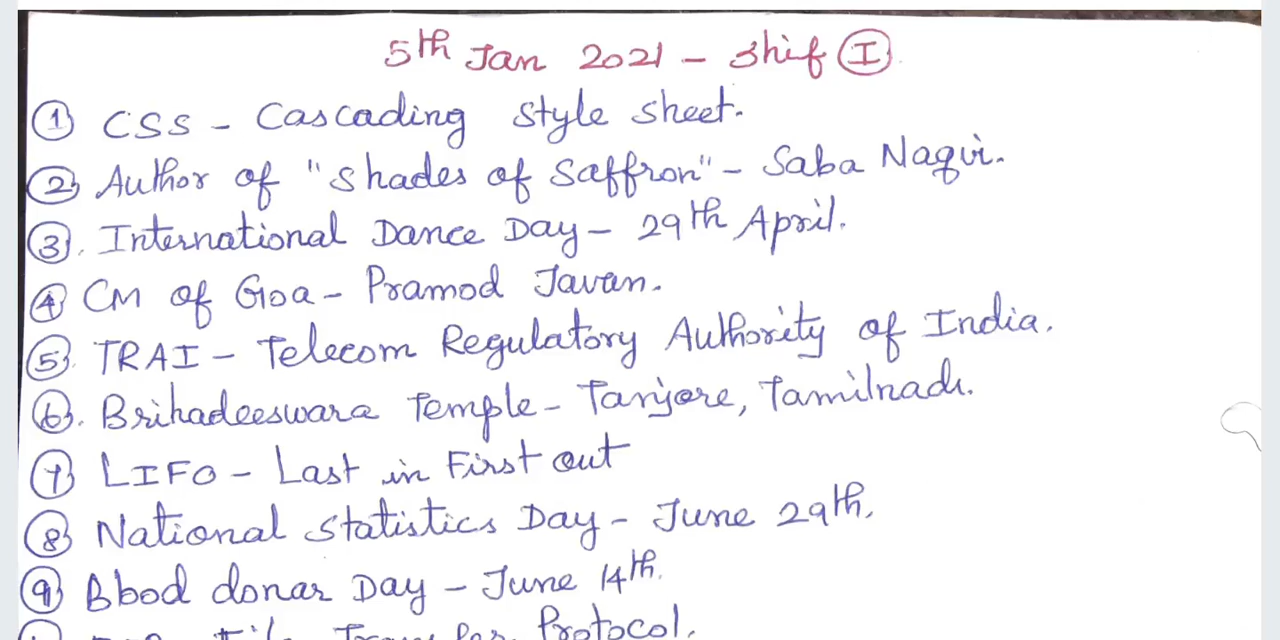 5th Jan 2021 - Shif I
1 CSS - Cascading Style Sheet.
2 Author of "Shades of Saffron" - Saba Naqvi.
3. International Dance Day - 29th April.
4 CM of Goa - Pramod Javan.
5. TRAI - Telecom Regulatory Authority of India.
6. Brihadeeswara Temple - Tanjore, Tamilnadu.
7 LIFO - Last in First out
8 National Statistics Day - June 29th.
9 Blood donar Day - June 14th.
File Protocol.